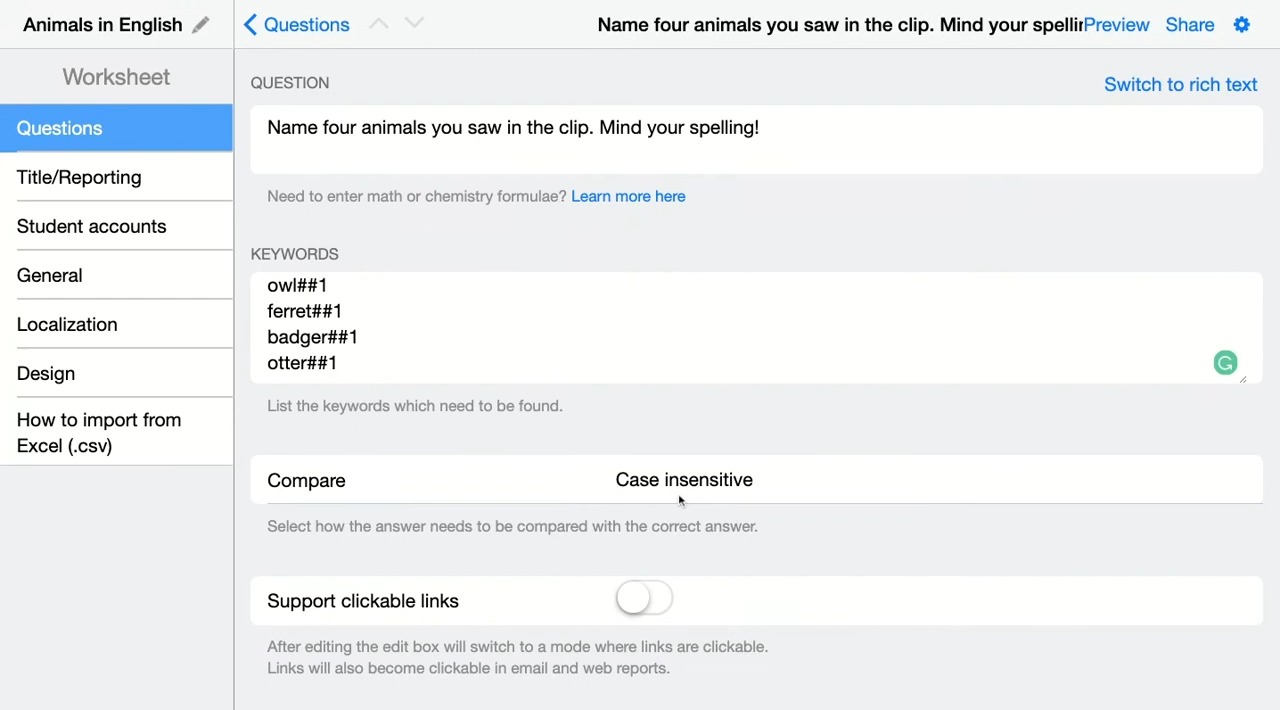 Animals in English
Questions
Name four animals you saw in the clip. Mind your spellin
Preview
Share
Worksheet
Questions
Title/Reporting
Student accounts
General
Localization
Design
How to import from
Excel (.csv)
QUESTION
Switch to rich text
Name four animals you saw in the clip. Mind your spelling!
Need to enter math or chemistry formulae? Learn more here
KEYWORDS
owl##1
ferret##1
badger##1
otter##1
G
List the keywords which need to be found.
Compare
Case insensitive
Select how the answer needs to be compared with the correct answer.
Support clickable links
After editing the edit box will switch to a mode where links are clickable.
Links will also become clickable in email and web reports.